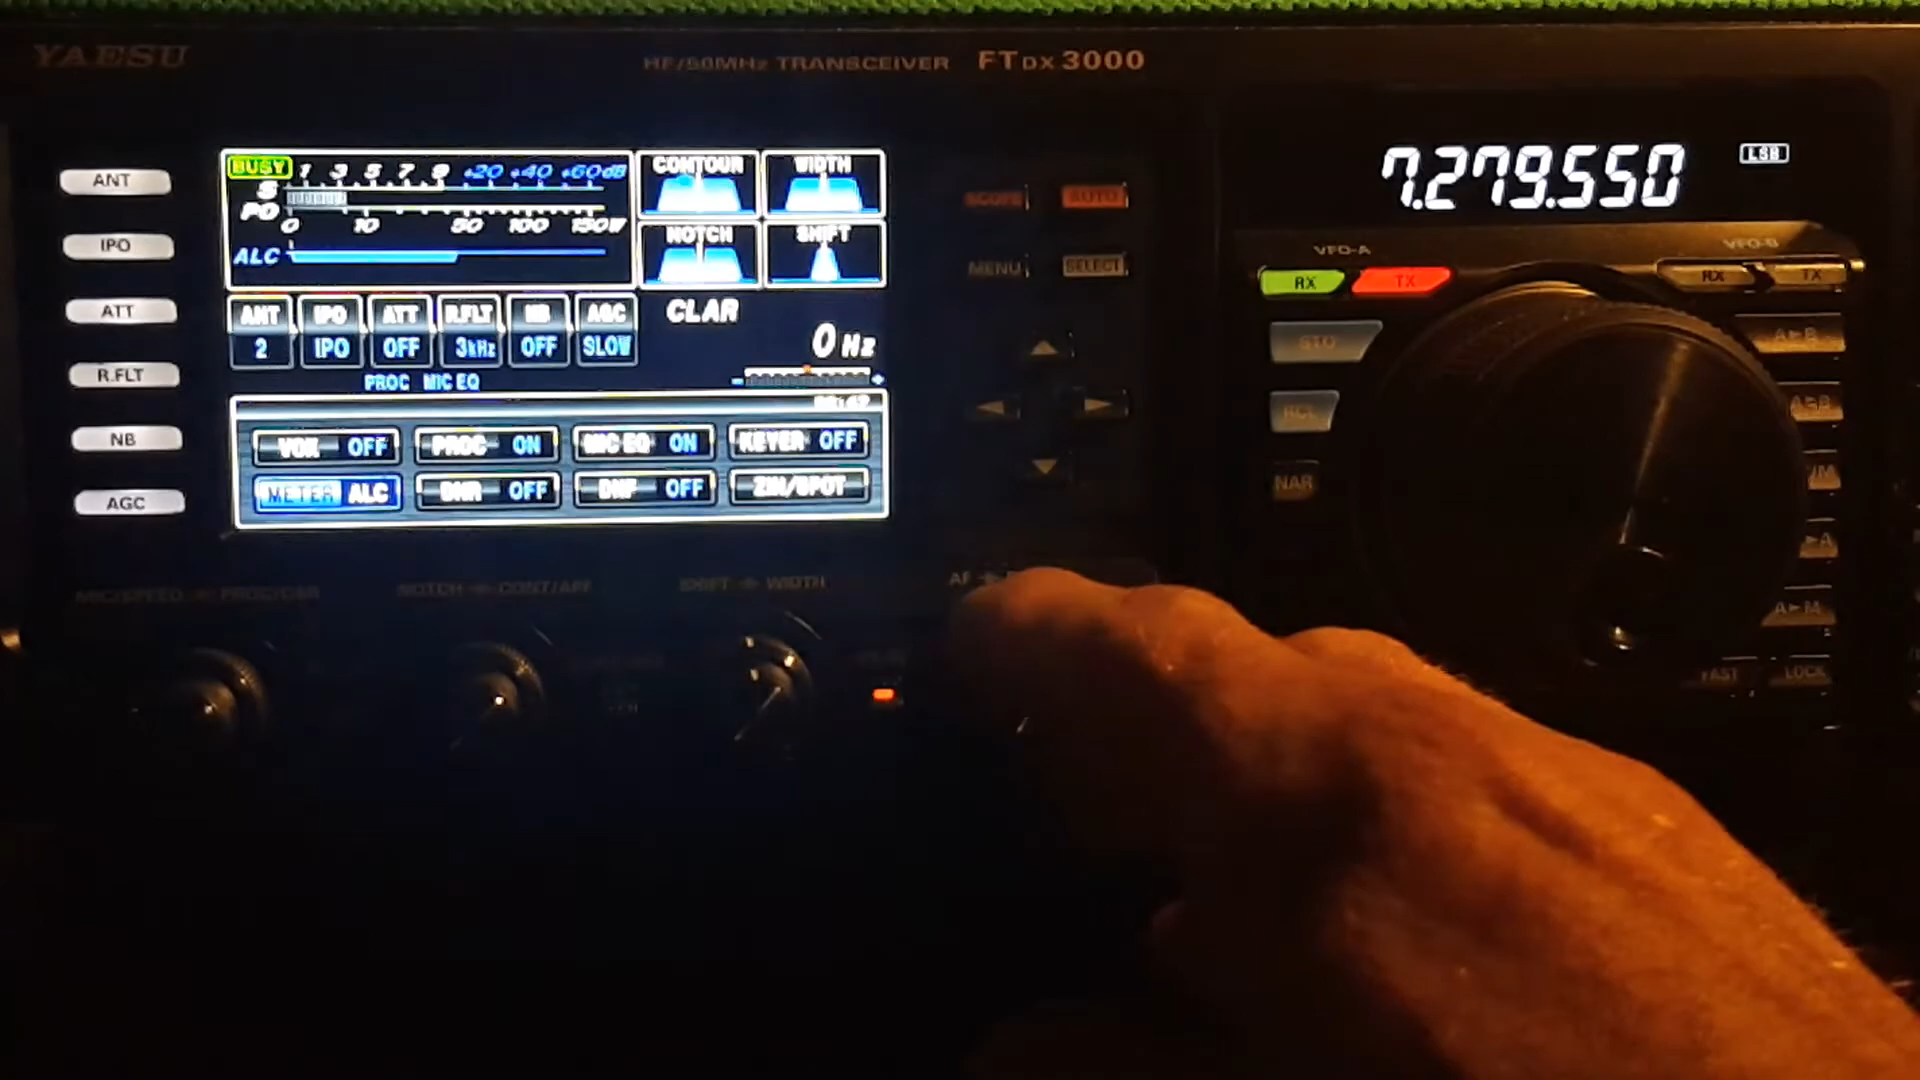 YAESU
HF/50MHz TRANSCEIVER FTDX 3000
ANT
IPO
ATT
R.FLT
NB
AGC
BUSY 1 3 5 7 9 +20 +40 +60dB
S
PO
0 10 50 100 150W
ALC
CONTOUR WIDTH
NOTCH SHIFT
ANT IPO ATT R.FLT NB AGC
2 IPO OFF 3kHz OFF SLOW
CLAR
0 Hz
PROC MIC EQ
VOX OFF PROC ON MIC EQ ON KEYER OFF
METER ALC DNR OFF DNF OFF ZIN/SPOT
SCOPE AUTO
MENU SELECT
7.279.550 LSB
VFO-A VFO-B
RX TX RX TX
STO
RCL
NAR
A▶B
A▶M
FAST LOCK
MIC/SPEED PROC/
NOTCH CONT/APF
SHIFT WIDTH
AF